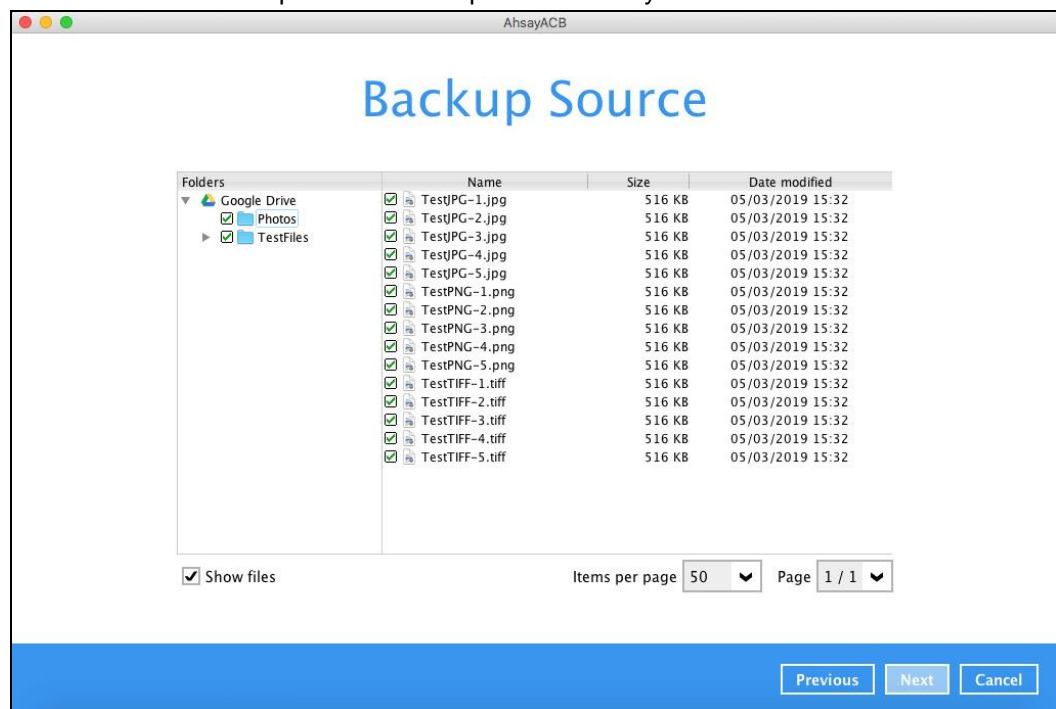 AhsayACB
Backup Source
Folders Name Size Date modified
Google Drive TestJPG-1.jpg 516 KB 05/03/2019 15:32
Photos TestJPG-2.jpg 516 KB 05/03/2019 15:32
TestFiles TestJPG-3.jpg 516 KB 05/03/2019 15:32
TestJPG-4.jpg 516 KB 05/03/2019 15:32
TestJPG-5.jpg 516 KB 05/03/2019 15:32
TestPNG-1.png 516 KB 05/03/2019 15:32
TestPNG-2.png 516 KB 05/03/2019 15:32
TestPNG-3.png 516 KB 05/03/2019 15:32
TestPNG-4.png 516 KB 05/03/2019 15:32
TestPNG-5.png 516 KB 05/03/2019 15:32
TestTIFF-1.tiff 516 KB 05/03/2019 15:32
TestTIFF-2.tiff 516 KB 05/03/2019 15:32
TestTIFF-3.tiff 516 KB 05/03/2019 15:32
TestTIFF-4.tiff 516 KB 05/03/2019 15:32
TestTIFF-5.tiff 516 KB 05/03/2019 15:32
Show files Items per page 50 Page 1 / 1
Previous Next Cancel